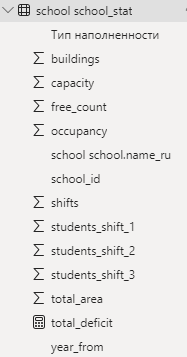 school school_stat
Тип наполненности
buildings
capacity
free_count
occupancy
school school.name_ru
school_id
shifts
students_shift_1
students_shift_2
students_shift_3
total_area
total_deficit
year_from